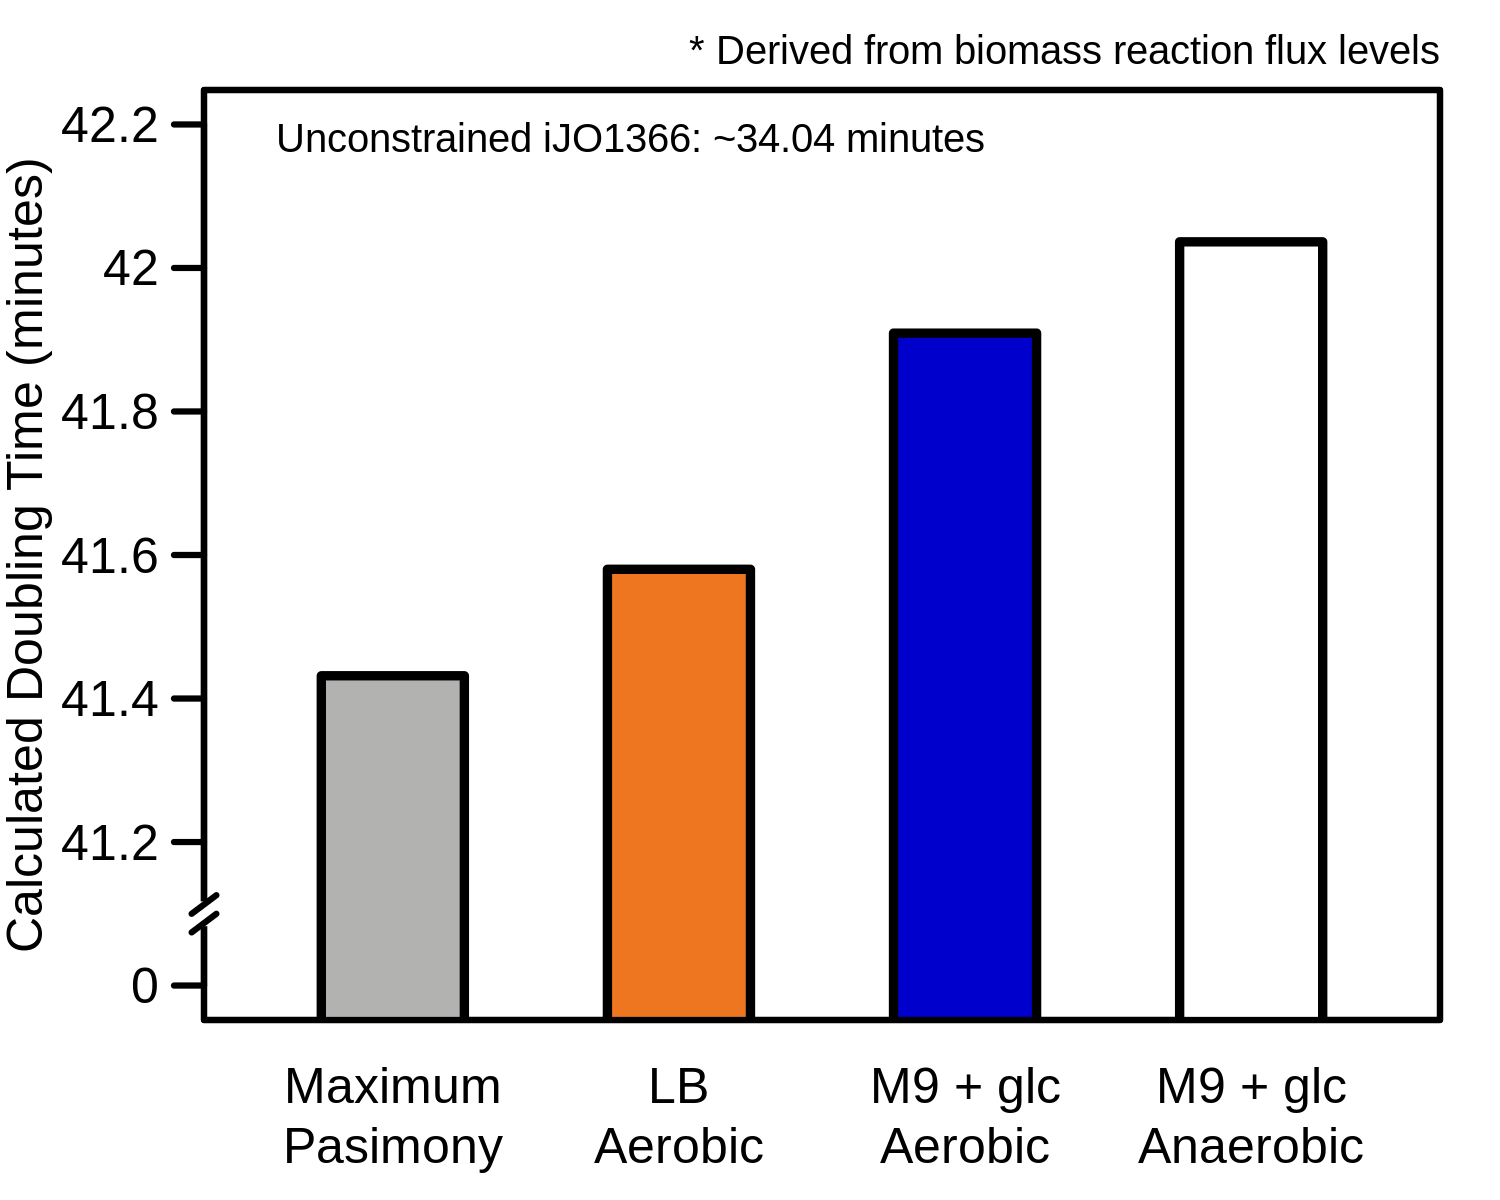 * Derived from biomass reaction flux levels
Unconstrained iJO1366: ~34.04 minutes
Calculated Doubling Time (minutes)
42.2
42
41.8
41.6
41.4
41.2
0
Maximum Pasimony
LB Aerobic
M9 + glc Aerobic
M9 + glc Anaerobic